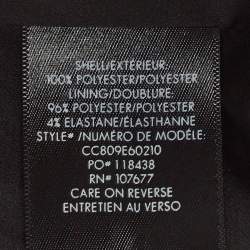 SHELL/EXTÉRIEUR:
100% POLYESTER/POLYESTER
LINING/DOUBLURE:
96% POLYESTER/POLYESTER
4% ELASTANE/ÉLASTHANNE
STYLE# /NUMÉRO DE MODÈLE:
CC809E60210
PO# 118438
RN# 107677
CARE ON REVERSE
ENTRETIEN AU VERSO